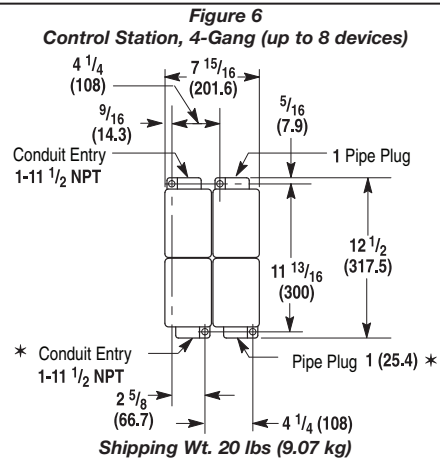 Figure 6
Control Station, 4-Gang (up to 8 devices)
4 1/4
(108)
7 15/16
(201.6)
9/16
(14.3)
5/16
(7.9)
Conduit Entry
1-11 1/2 NPT
1 Pipe Plug
12 1/2
(317.5)
11 13/16
(300)
* Conduit Entry
1-11 1/2 NPT
Pipe Plug 1 (25.4) *
2 5/8
(66.7)
4 1/4 (108)
Shipping Wt. 20 lbs (9.07 kg)